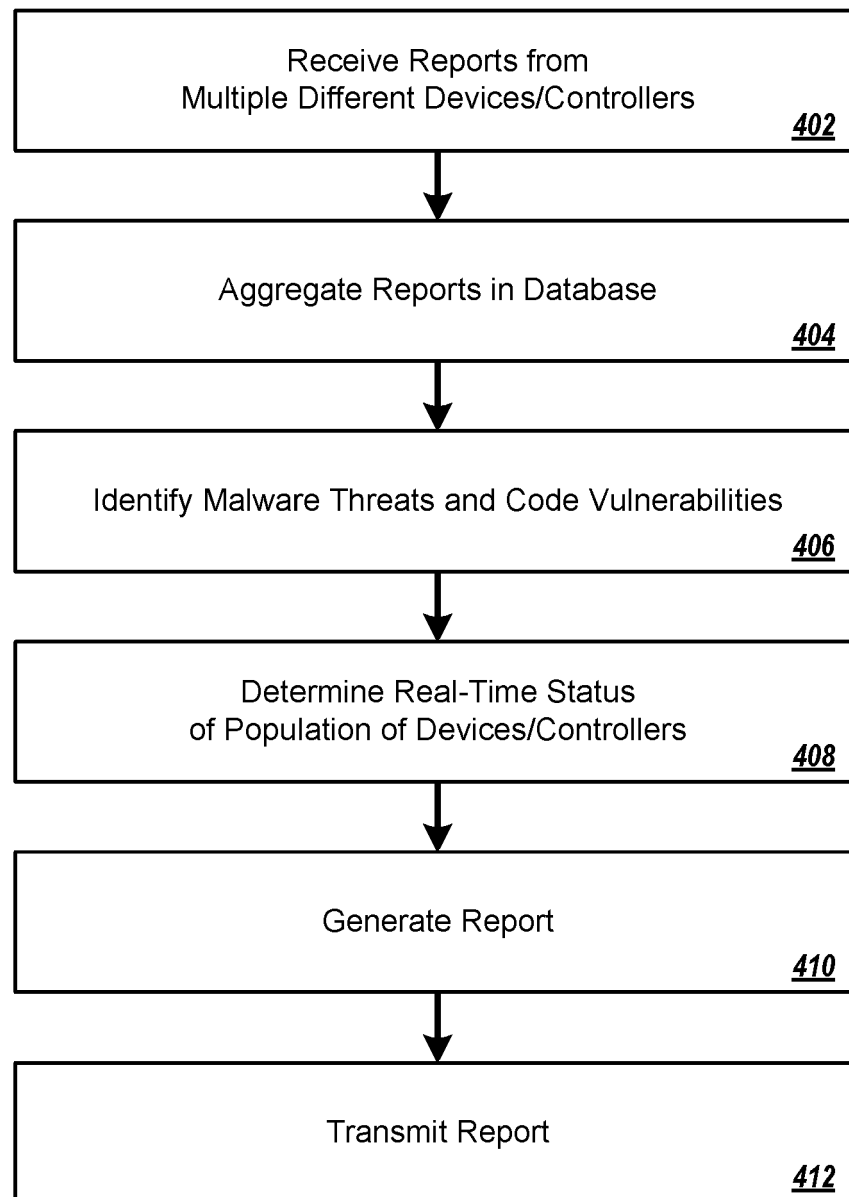 Receive Reports from
Multiple Different Devices/Controllers
402
Aggregate Reports in Database
404
Identify Malware Threats and Code Vulnerabilities
406
Determine Real-Time Status
of Population of Devices/Controllers
408
Generate Report
410
Transmit Report
412